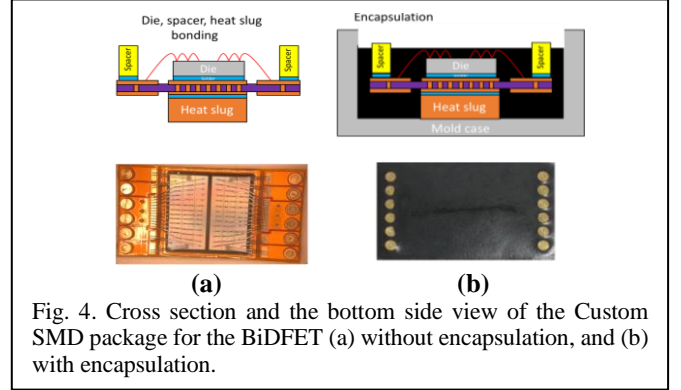 Die, spacer, heat slug
bonding
Encapsulation
Spacer
Spacer
Die
Heat slug
Spacer
Spacer
Die
Heat slug
Mold case
(a)
(b)
Fig. 4. Cross section and the bottom side view of the Custom
SMD package for the BiDFET (a) without encapsulation, and (b)
with encapsulation.